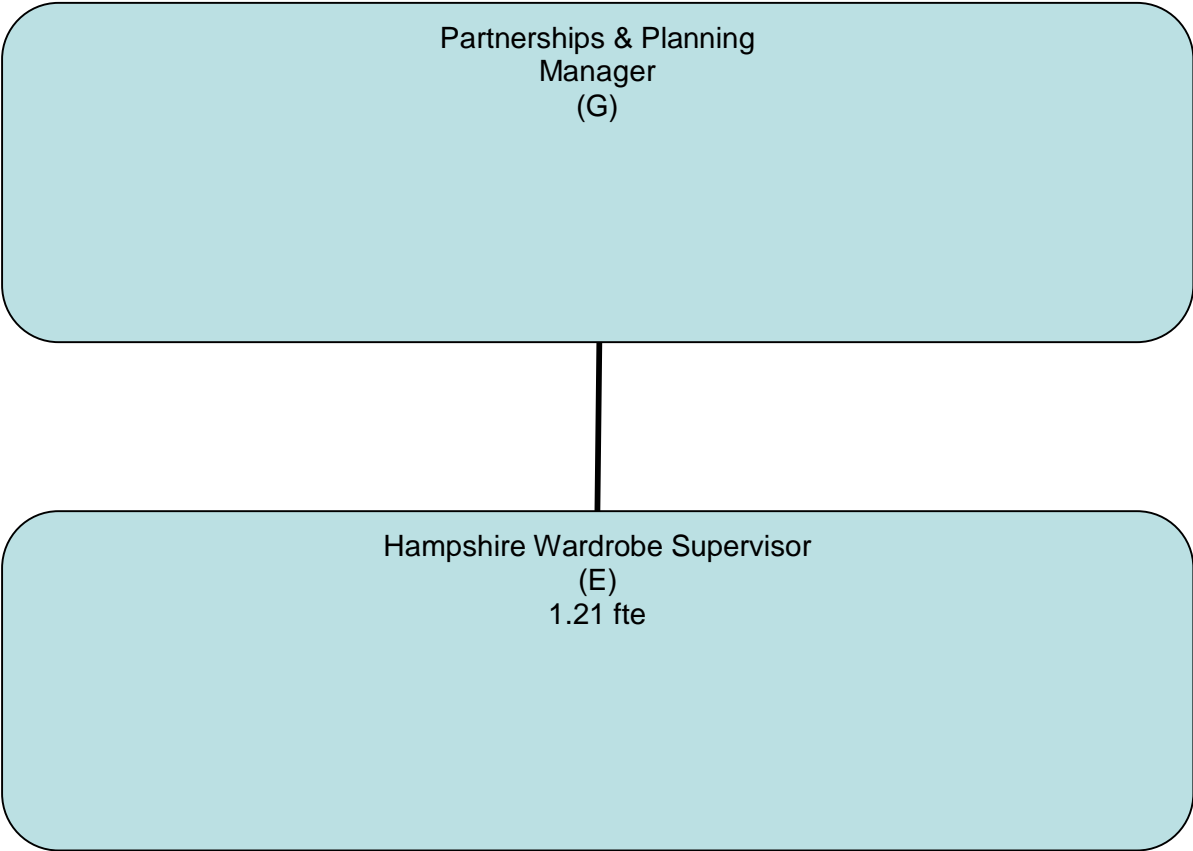 Partnerships & Planning
Manager
(G)
Hampshire Wardrobe Supervisor
(E)
1.21 fte